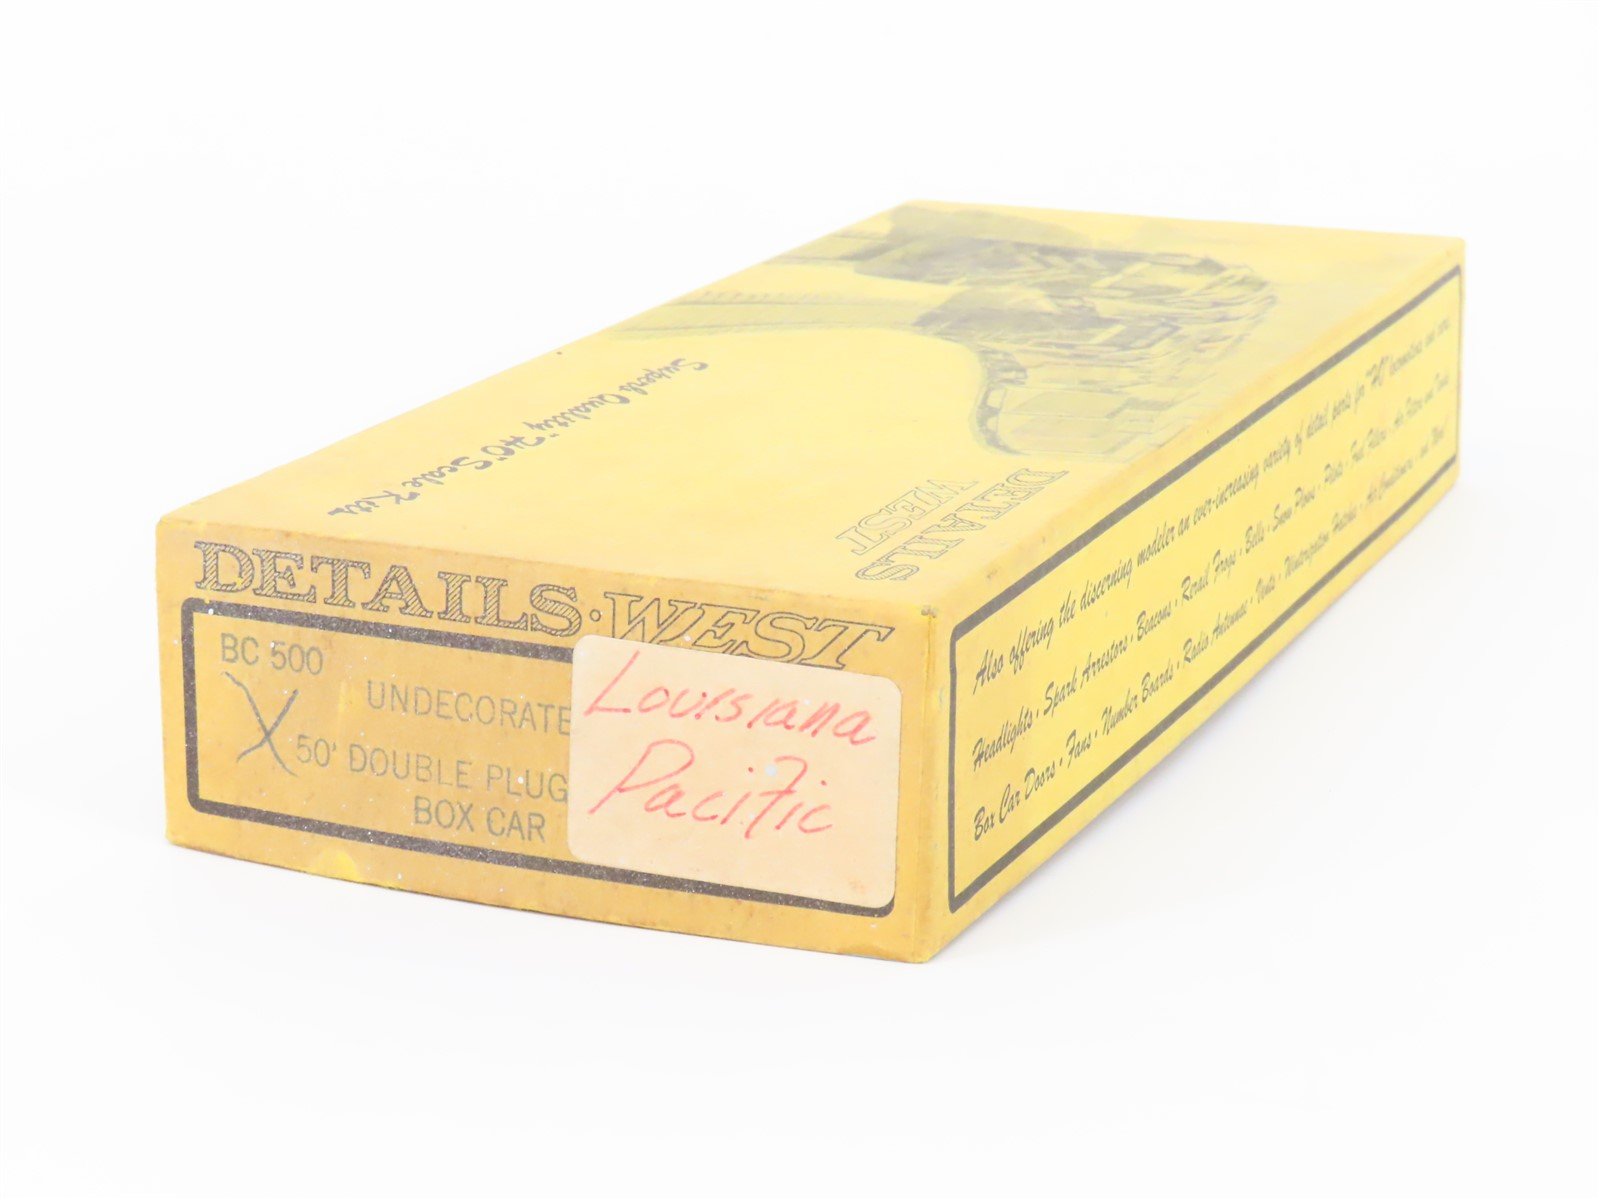 Superb Quality "HO" Scale Kits
DETAILS
WEST
DETAILS·WEST
BC 500
UNDECORATE
X 50' DOUBLE PLUG
BOX CAR
Louisiana
Pacific
Also offering the discerning modeler an ever-increasing variety of detail parts for "HO" locomotives and cars.
Headlights · Spark Arrestors · Beacons · Rerail Frogs · Bells · Snow Plows · Pilots · Fuel Fillers · Air Filters and Tanks
Box Car Doors · Fans · Number Boards · Radio Antennas · Vents · Winterization Hatches · Air Conditioners · and More!